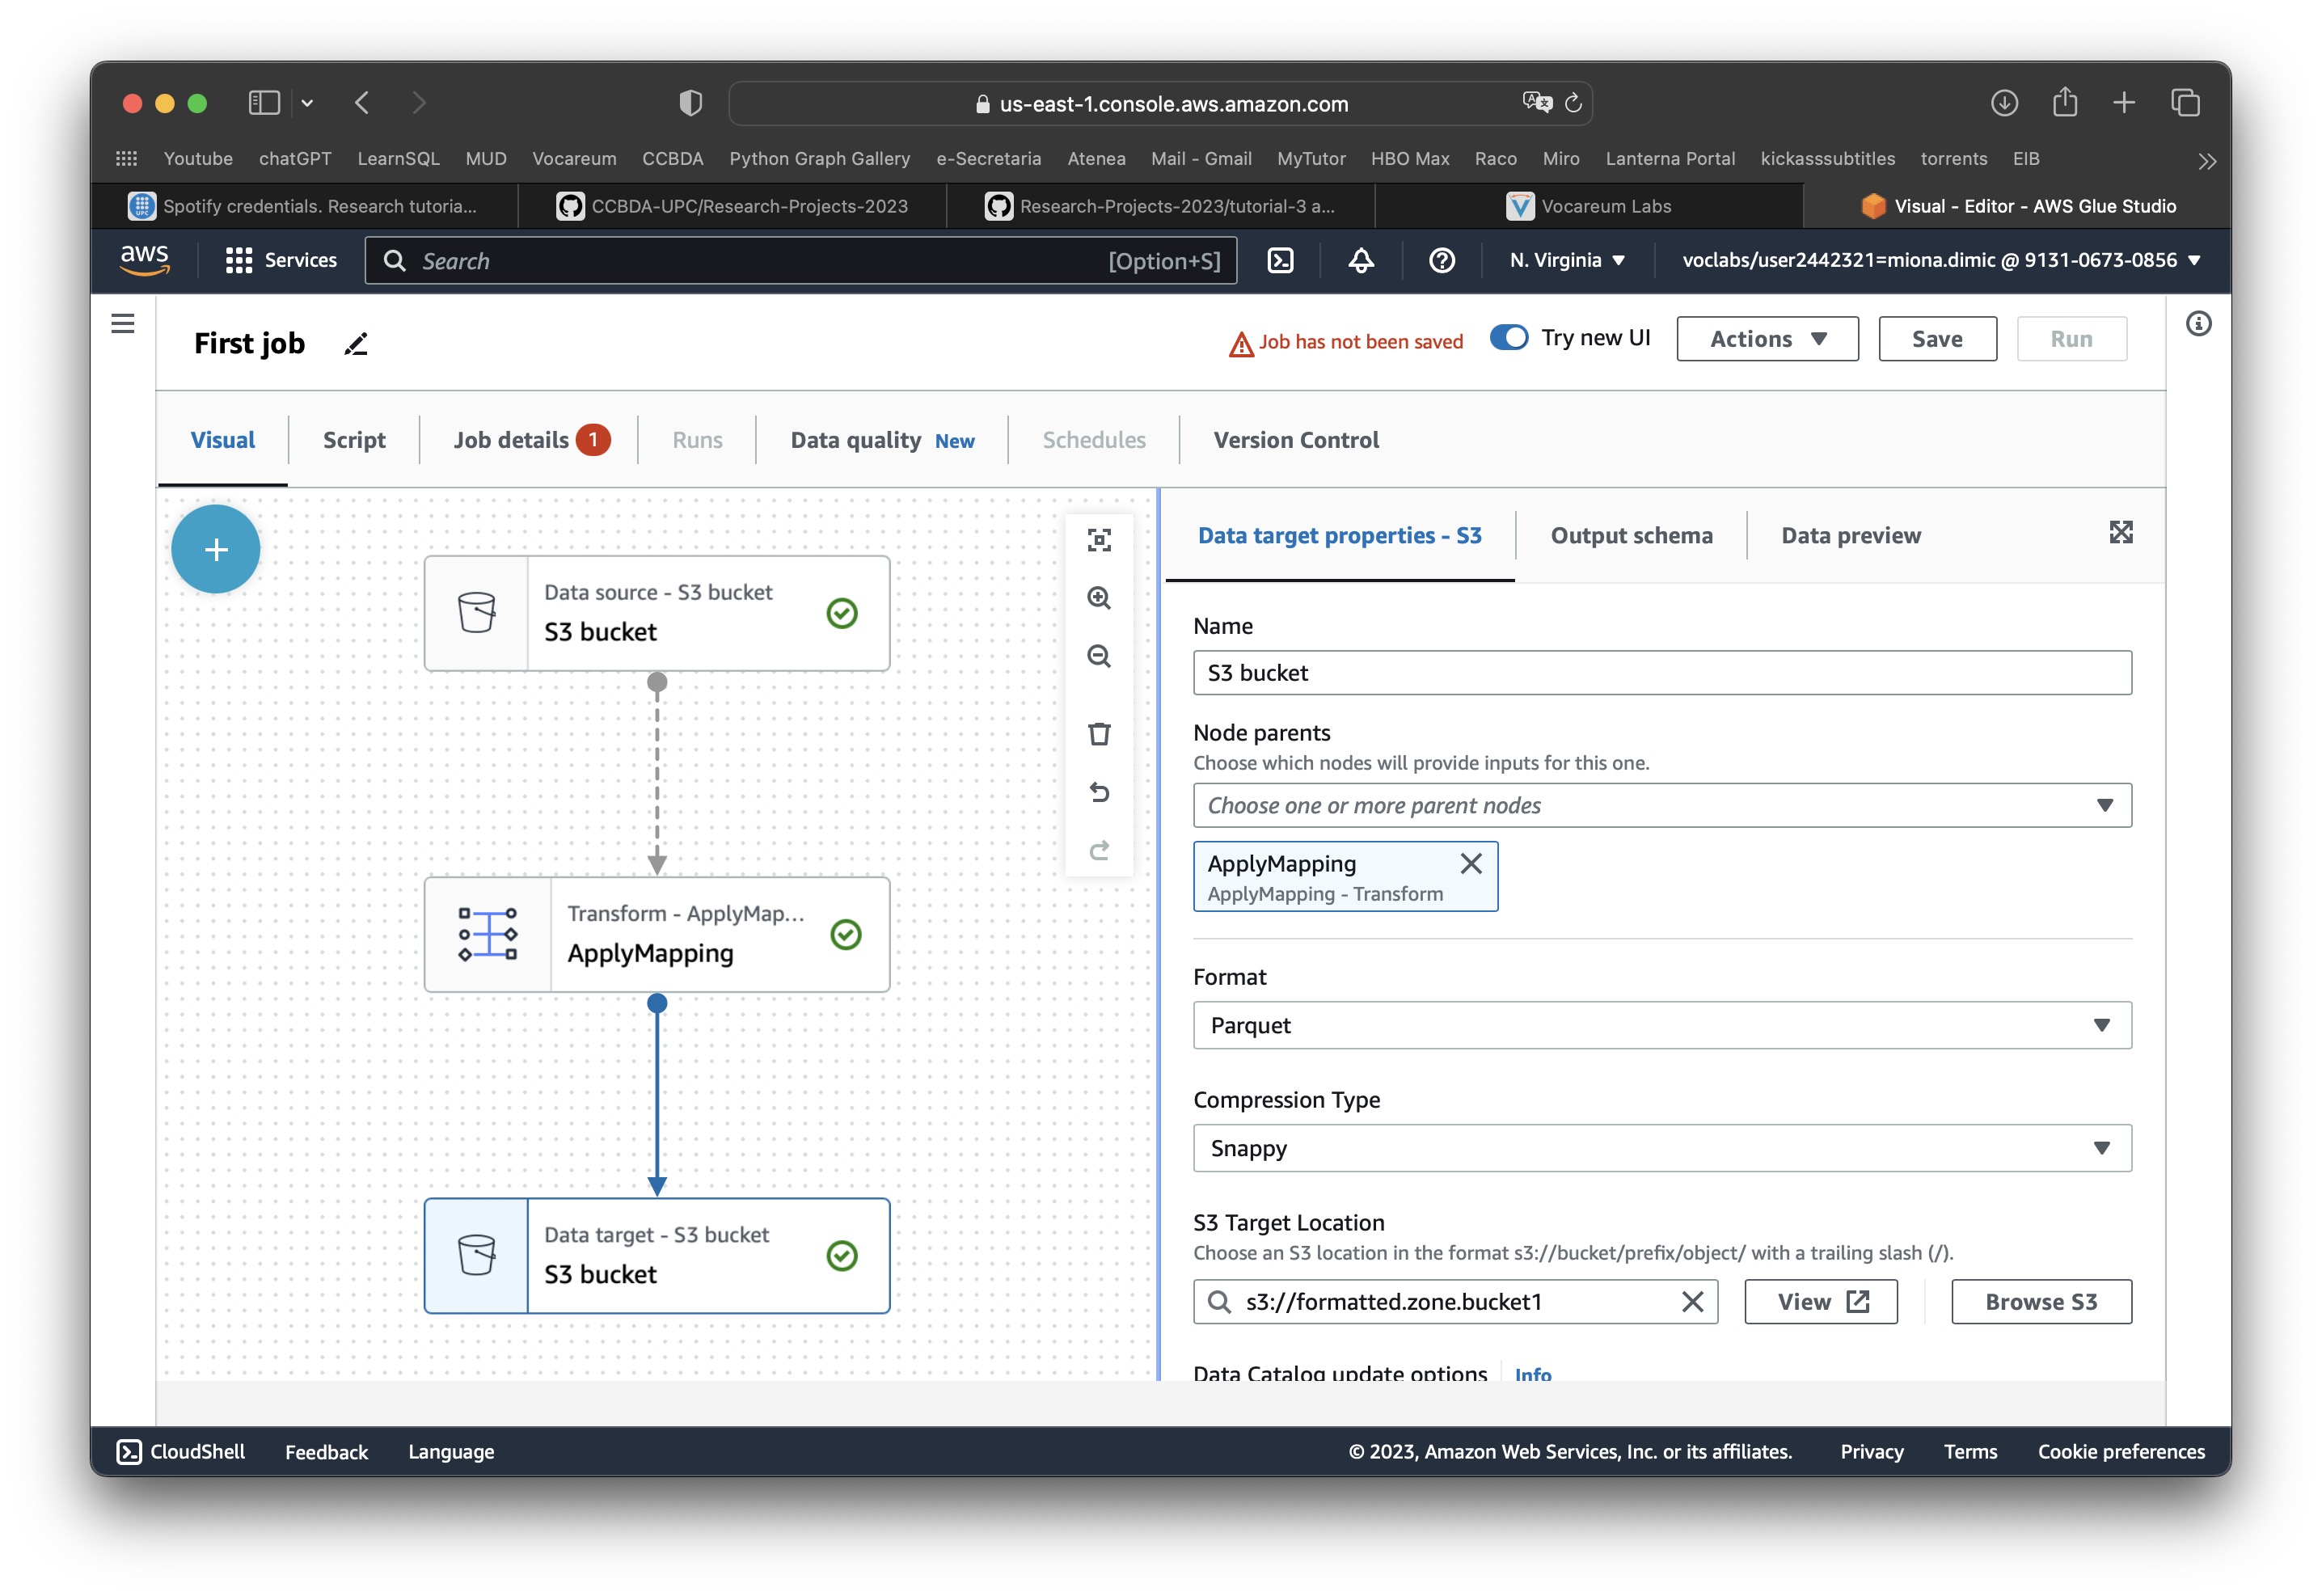 us-east-1.console.aws.amazon.com
Youtube chatGPT LearnSQL MUD Vocareum CCBDA Python Graph Gallery e-Secretaria Atenea Mail - Gmail MyTutor HBO Max Raco Miro Lanterna Portal kickasssubtitles torrents EIB
Spotify credentials. Research tutoria... CCBDA-UPC/Research-Projects-2023 Research-Projects-2023/tutorial-3 a... Vocareum Labs Visual - Editor - AWS Glue Studio
aws Services Search [Option+S] N. Virginia voclabs/user2442321=miona.dimic @ 9131-0673-0856
First job Job has not been saved Try new UI Actions Save Run
Visual Script Job details 1 Runs Data quality New Schedules Version Control
Data source - S3 bucket
S3 bucket
Transform - ApplyMap...
ApplyMapping
Data target - S3 bucket
S3 bucket
Data target properties - S3 Output schema Data preview
Name
S3 bucket
Node parents
Choose which nodes will provide inputs for this one.
Choose one or more parent nodes
ApplyMapping
ApplyMapping - Transform
Format
Parquet
Compression Type
Snappy
S3 Target Location
Choose an S3 location in the format s3://bucket/prefix/object/ with a trailing slash (/).
s3://formatted.zone.bucket1 View Browse S3
Data Catalog update options Info
CloudShell Feedback Language © 2023, Amazon Web Services, Inc. or its affiliates. Privacy Terms Cookie preferences